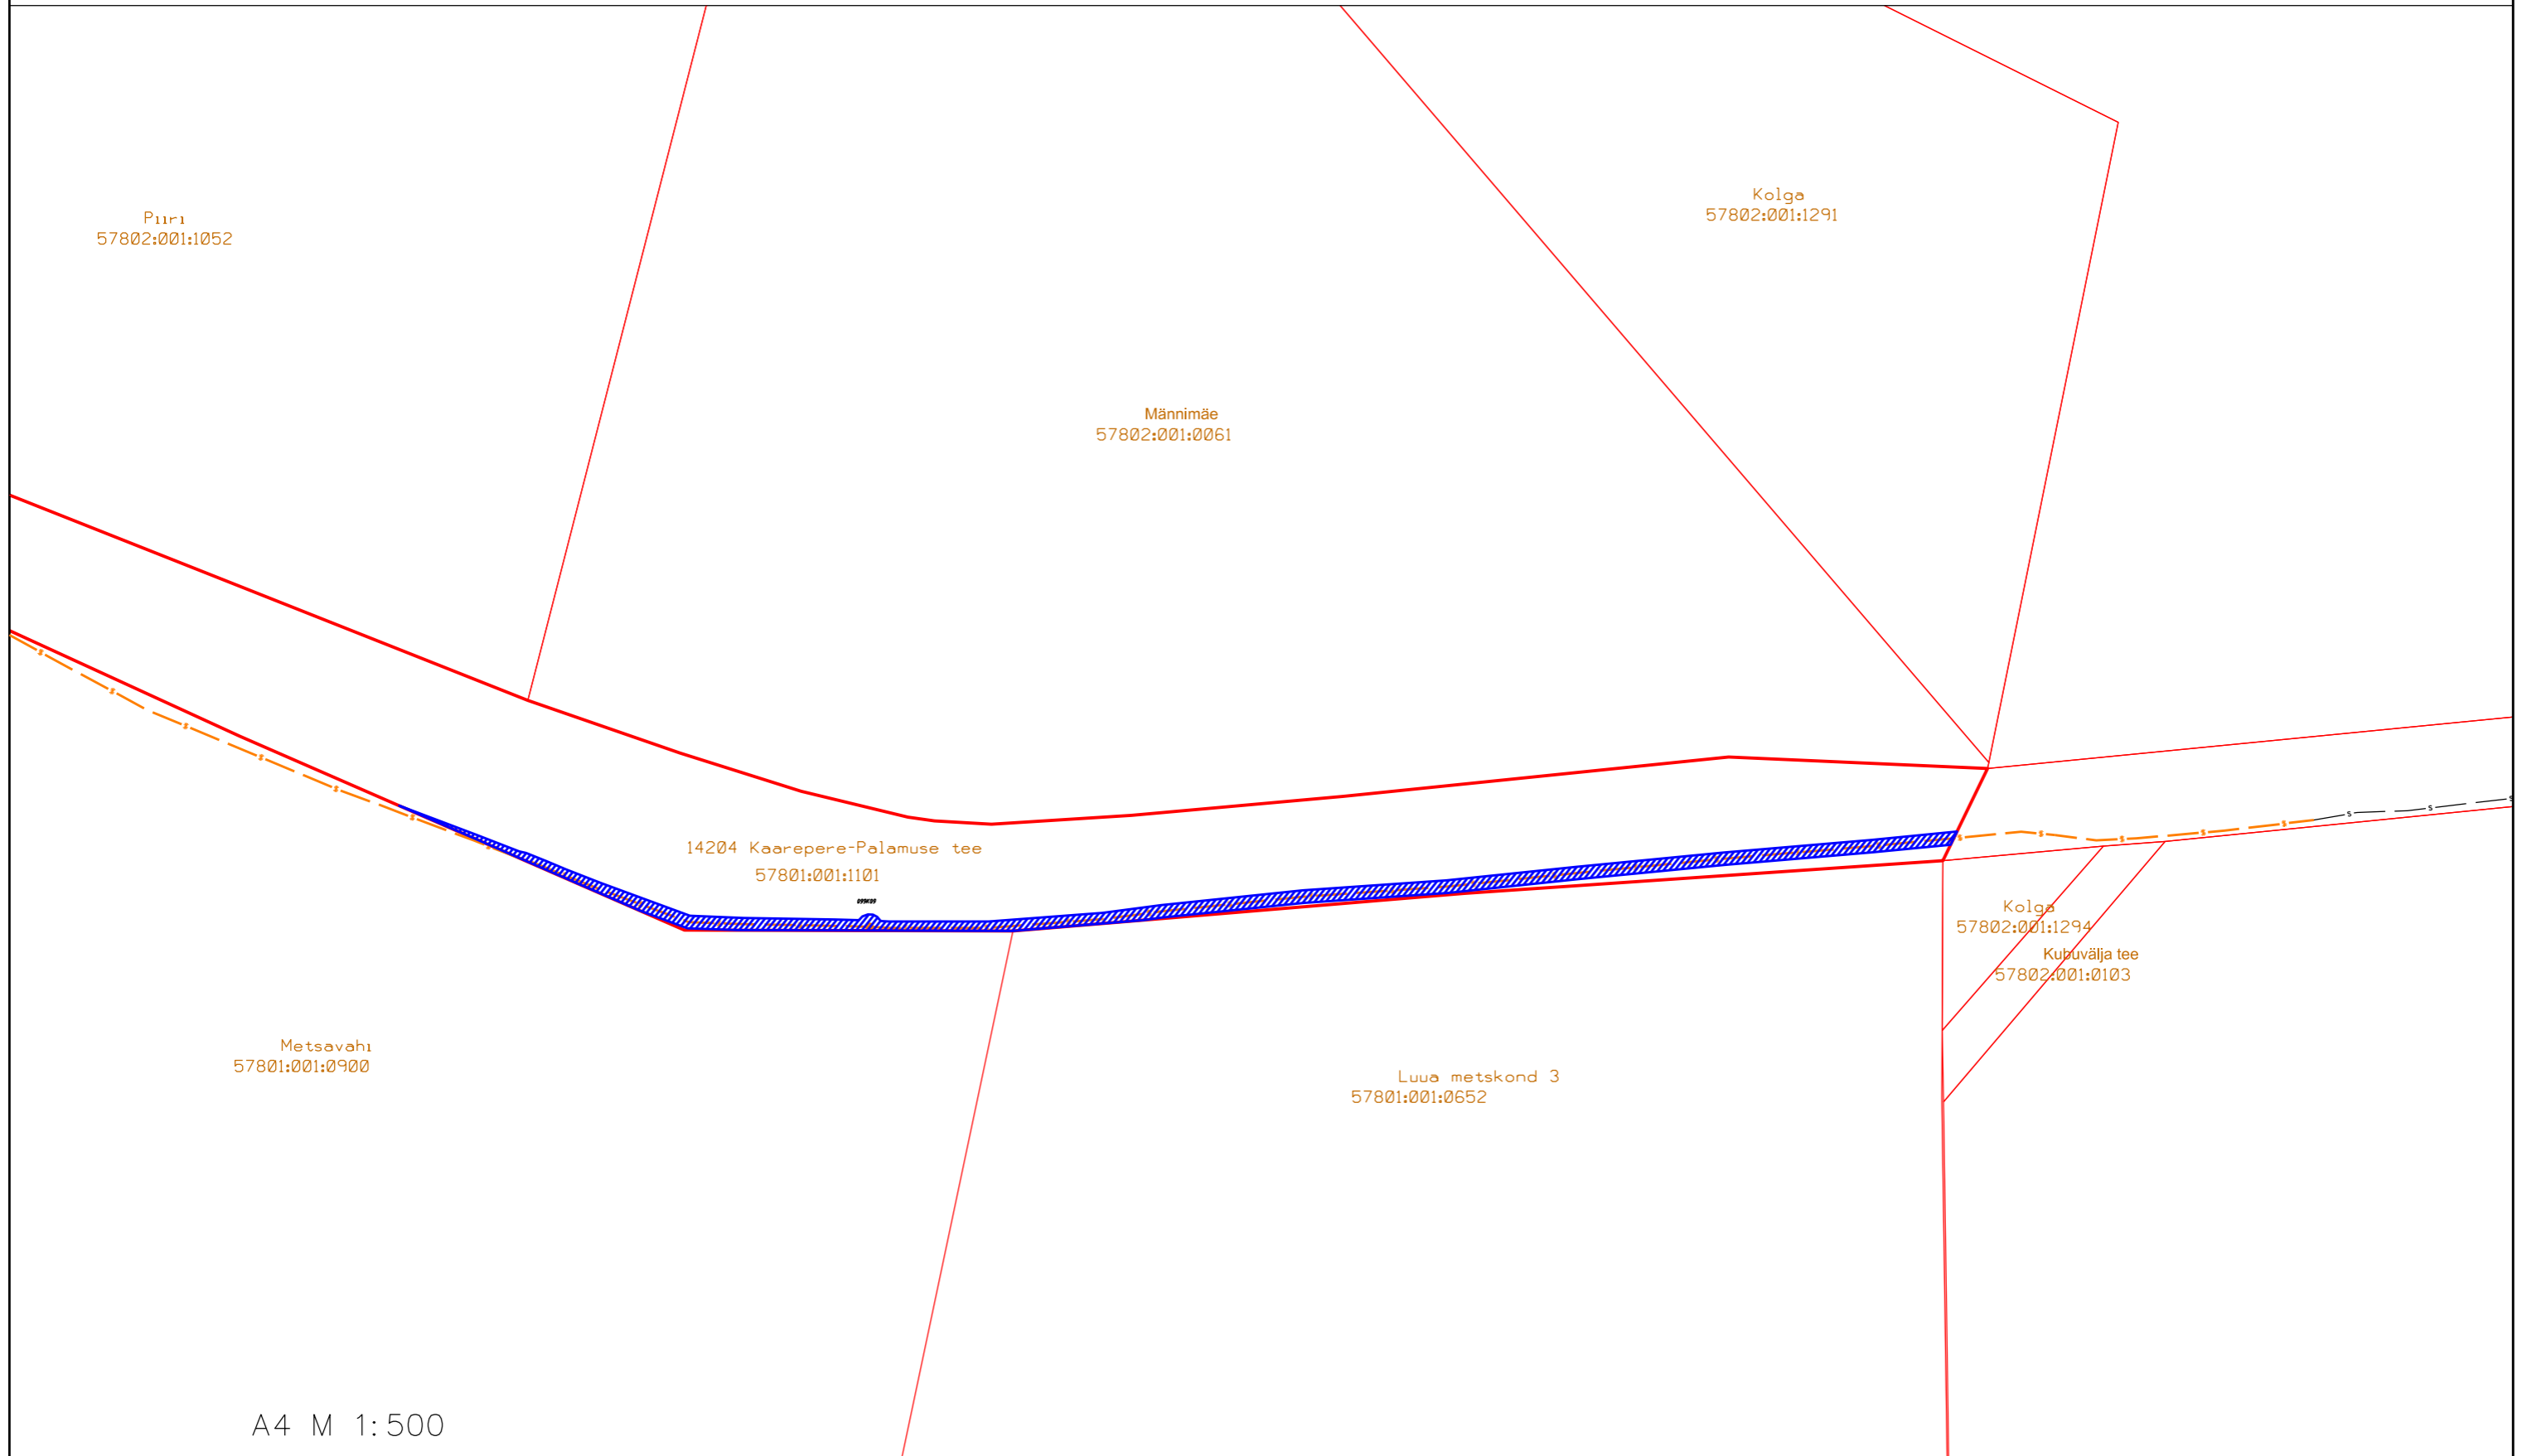 Kolga
57802:001:1291
Piiri
57802:001:1052
Männimäe
57802:001:0061
14204 Kaarepere-Palamuse tee
57801:001:1101
Kolga
57802:001:1294
Kubuvälja tee
57802:001:0103
Metsavahi
57801:001:0900
Luua metskond 3
57801:001:0652
A4 M 1:500